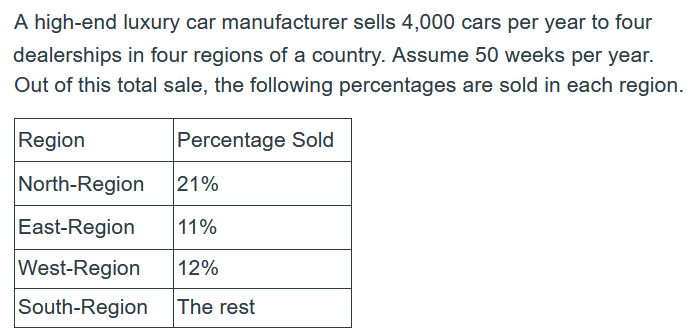 A high-end luxury car manufacturer sells 4,000 cars per year to four
dealerships in four regions of a country. Assume 50 weeks per year.
Out of this total sale, the following percentages are sold in each region.
Region Percentage Sold
North-Region 21%
East-Region 11%
West-Region 12%
South-Region The rest